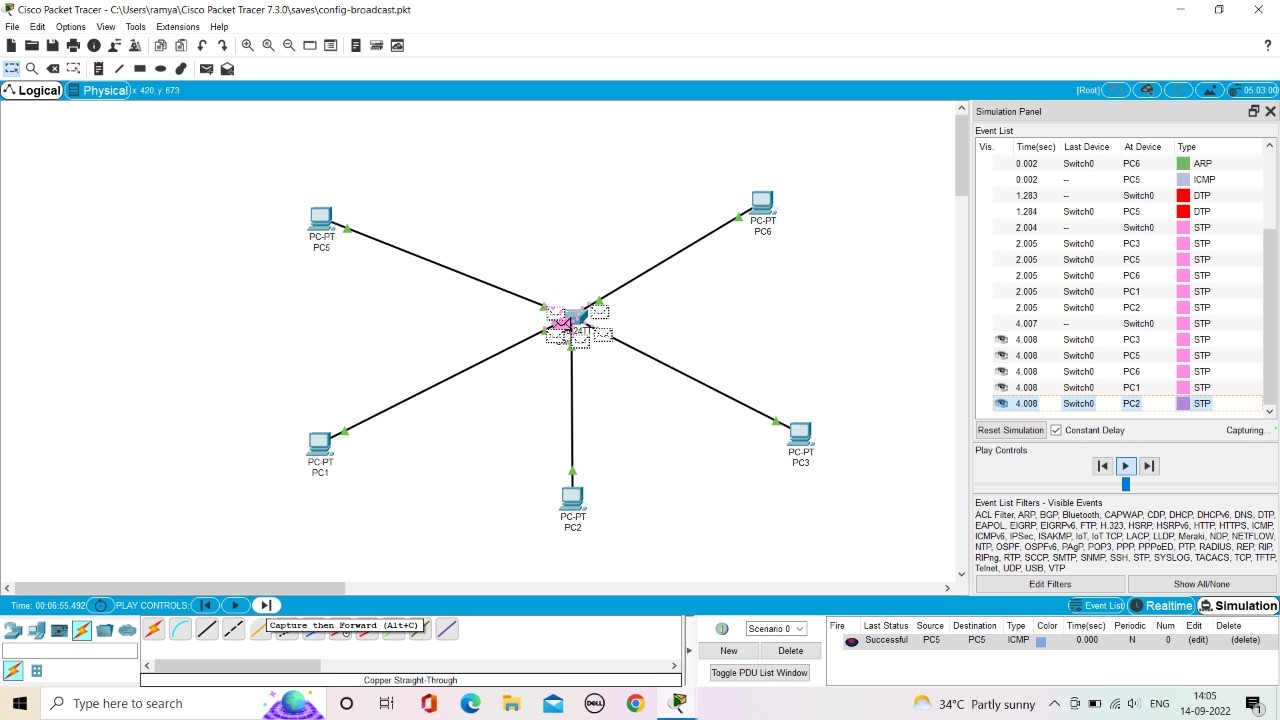 Cisco Packet Tracer - C:\Users\ramya\Cisco Packet Tracer 7.3.0\saves\config-broadcast.pkt
File Edit Options View Tools Extensions Help
?
Logical Physical x: 420, y: 673 [Root] 05:03:00
Simulation Panel
Event List
Vis. Time(sec) Last Device At Device Type
0.002 Switch0 PC6 ARP
0.002 -- PC5 ICMP
1.283 -- Switch0 DTP
1.284 Switch0 PC5 DTP
2.004 -- Switch0 STP
2.005 Switch0 PC3 STP
2.005 Switch0 PC5 STP
2.005 Switch0 PC6 STP
2.005 Switch0 PC1 STP
2.005 Switch0 PC2 STP
4.007 -- Switch0 STP
4.008 Switch0 PC3 STP
4.008 Switch0 PC5 STP
4.008 Switch0 PC6 STP
4.008 Switch0 PC1 STP
4.008 Switch0 PC2 STP
Reset Simulation Constant Delay Capturing...
Play Controls
Event List Filters - Visible Events
ACL Filter, ARP, BGP, Bluetooth, CAPWAP, CDP, DHCP, DHCPv6, DNS, DTP,
EAPOL, EIGRP, EIGRPv6, FTP, H.323, HSRP, HSRPv6, HTTP, HTTPS, ICMP,
ICMPv6, IPSec, ISAKMP, IoT, IoT TCP, LACP, LLDP, Meraki, NDP, NETFLOW,
NTP, OSPF, OSPFv6, PAgP, POP3, PPP, PPPoED, PTP, RADIUS, REP, RIP,
RIPng, RTP, SCCP, SMTP, SNMP, SSH, STP, SYSLOG, TACACS, TCP, TFTP,
Telnet, UDP, USB, VTP
Edit Filters Show All/None
PC-PT
PC5
PC-PT
PC6
PC-PT
PC1
PC-PT
PC2
PC-PT
PC3
Time: 00:06:55.492 PLAY CONTROLS: Event List Realtime Simulation
Capture then Forward (Alt+C)
Copper Straight-Through
Scenario 0
New Delete
Toggle PDU List Window
Fire Last Status Source Destination Type Color Time(sec) Periodic Num Edit Delete
Successful PC5 PC5 ICMP 0.000 N 0 (edit) (delete)
Type here to search
DELL
34°C Partly sunny ENG 14:05
14-09-2022
1